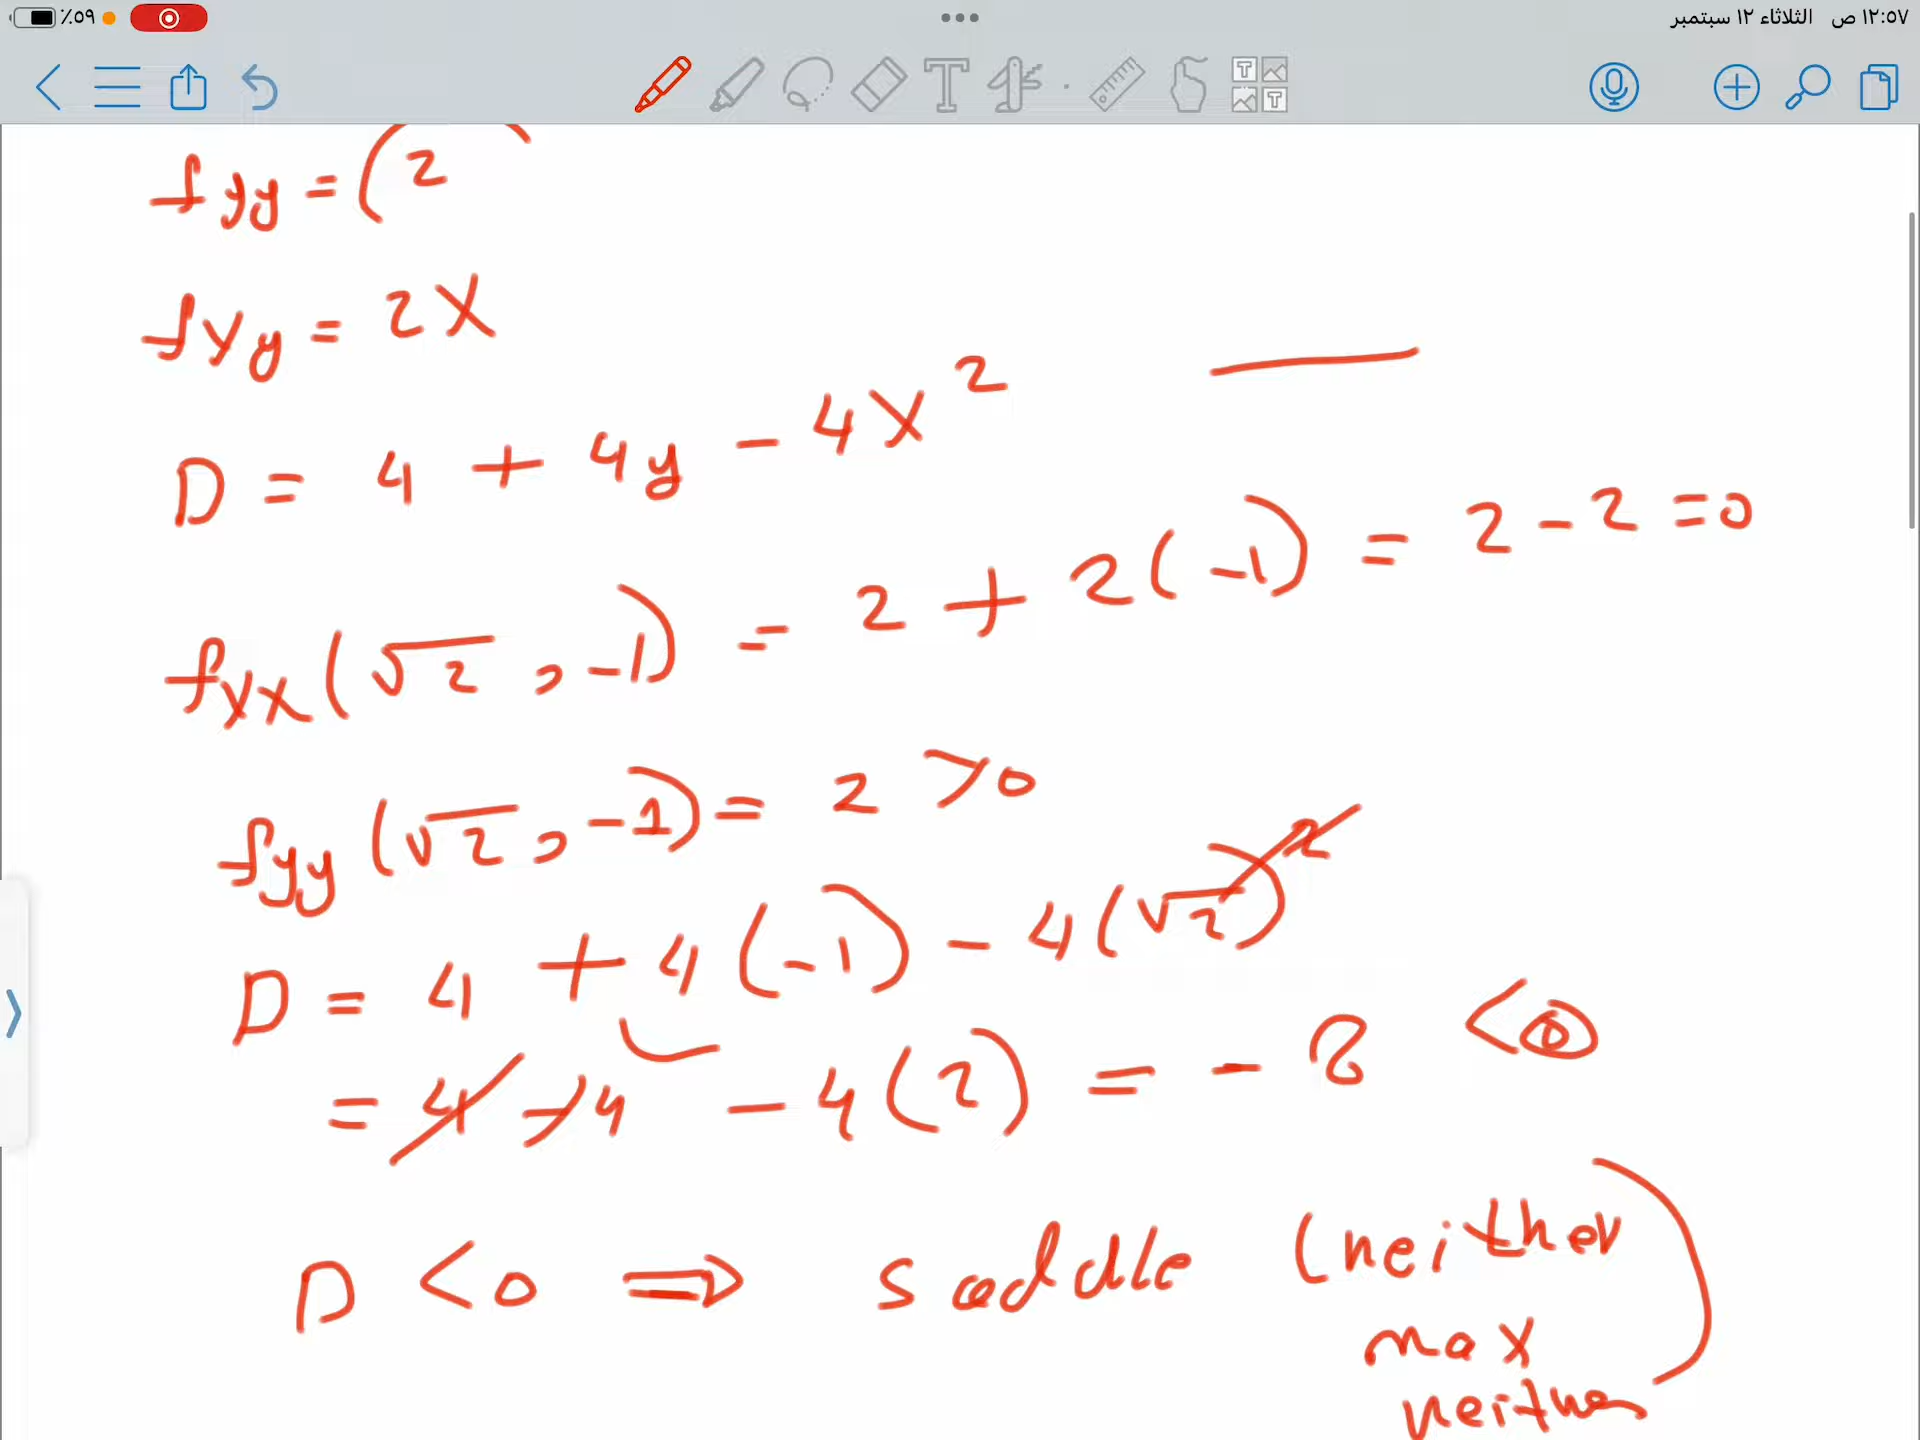 ٪٥٩
١٢:٥٧ ص الثلاثاء ١٢ سبتمبر
fyy = (2
fxy = 2x
D = 4 + 4y - 4x²
fxx(√2, -1) = 2 + 2(-1) = 2 - 2 = 0
fyy(√2, -1) = 2 > 0
D = 4 + 4(-1) - 4(√2)²
= 4 - 4 - 4(2) = - 8 < 0
D < 0 ⇒ saddle (neither
max
neither